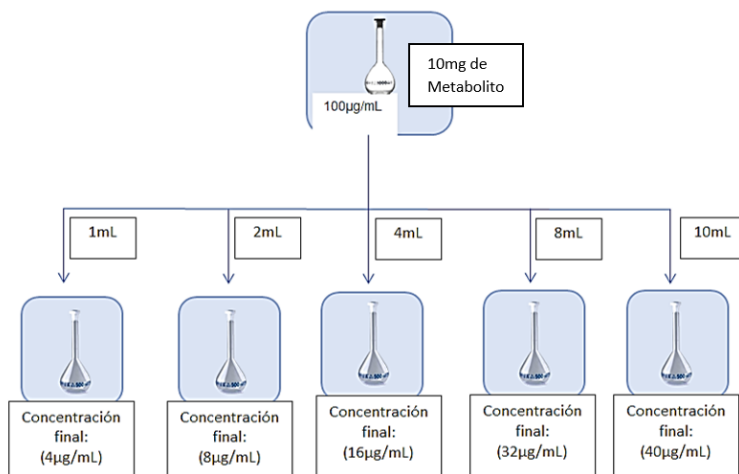 10mg de
Metabolito
100µg/mL
1mL
2mL
4mL
8mL
10mL
Concentración
final:
(4µg/mL)
Concentración
final:
(8µg/mL)
Concentración
final:
(16µg/mL)
Concentración
final:
(32µg/mL)
Concentración
final:
(40µg/mL)